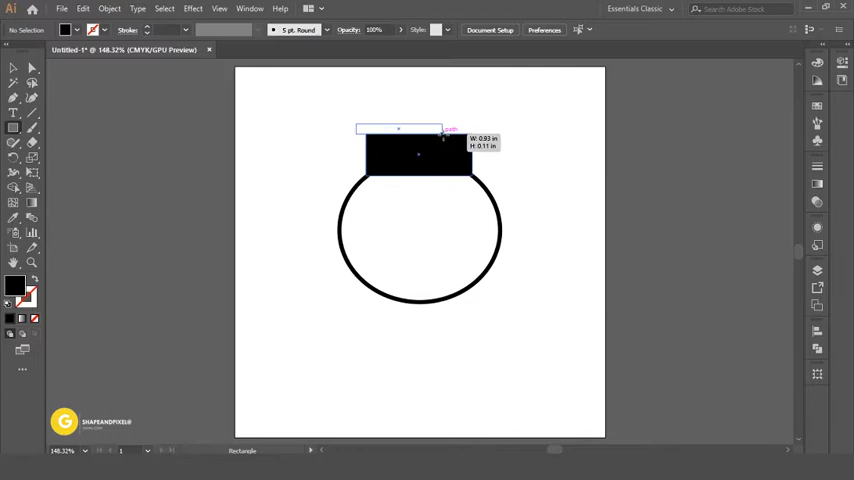 Ai File Edit Object Type Select Effect View Window Help Essentials Classic Search Adobe Stock
No Selection Stroke: 5 pt. Round Opacity: 100% Style: Document Setup Preferences
Untitled-1* @ 148.32% (CMYK/GPU Preview) ×
path
W: 0.93 in
H: 0.11 in
G SHAPEANDPIXEL@
148.32% 1 Rectangle